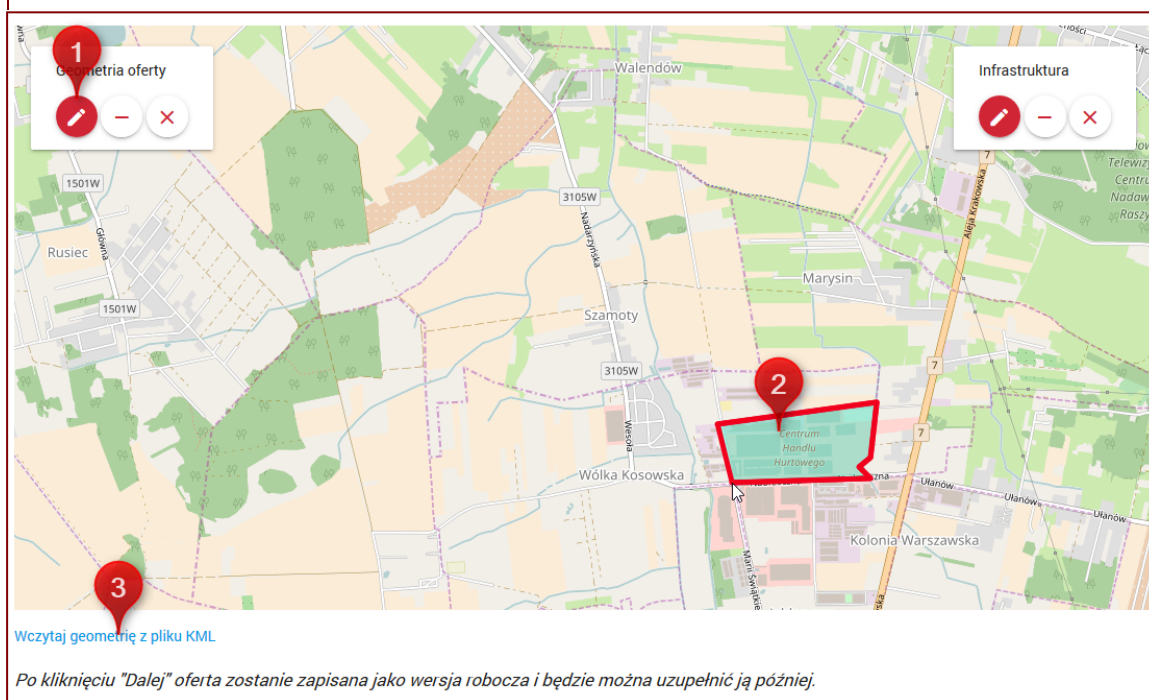 1
Geometria oferty
Infrastruktura
Walendów
7
1501W
3105W
Nadarzyńska
Aleja Krakowska
Główna
Rusiec
Marysin
1501W
Szamoty
7
3105W
2
7
Wesoła
Centrum
Handlu
Hurtowego
Wólka Kosowska
Ułanów
Ułanów
Ułanów
Kolonia Warszawska
3
Wczytaj geometrię z pliku KML
Po kliknięciu "Dalej" oferta zostanie zapisana jako wersja robocza i będzie można uzupełnić ją później.